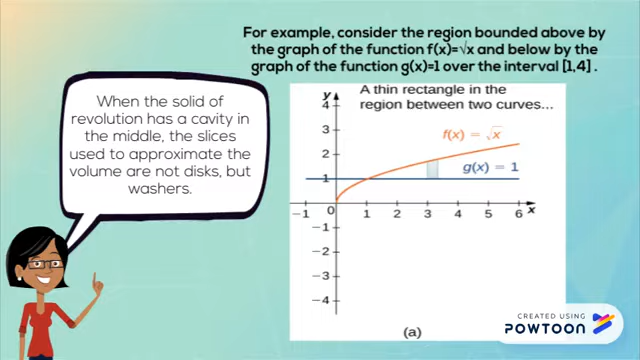 For example, consider the region bounded above by
the graph of the function f(x)=√x and below by the
graph of the function g(x)=1 over the interval [1,4] .
When the solid of
revolution has a cavity in
the middle, the slices
used to approximate the
volume are not disks, but
washers.
A thin rectangle in the
region between two curves...
y
4
3
2
1
f(x) = √x
g(x) = 1
−1 0 1 2 3 4 5 6 x
−1
−2
−3
−4
(a)
CREATED USING
POWTOON